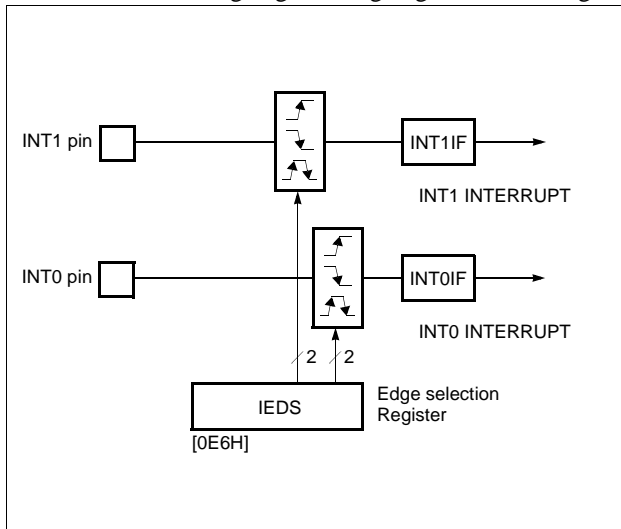 INT1 pin
INT1IF
INT1 INTERRUPT
INT0 pin
INT0IF
INT0 INTERRUPT
2
2
IEDS
Edge selection
Register
[0E6H]